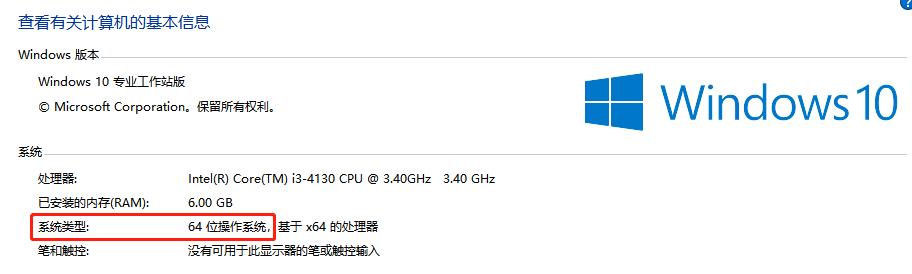 查看有关计算机的基本信息
?
Windows 版本
Windows 10 专业工作站版
© Microsoft Corporation。保留所有权利。
Windows 10
系统
处理器: Intel(R) Core(TM) i3-4130 CPU @ 3.40GHz 3.40 GHz
已安装的内存(RAM): 6.00 GB
系统类型: 64 位操作系统，基于 x64 的处理器
笔和触控: 没有可用于此显示器的笔或触控输入